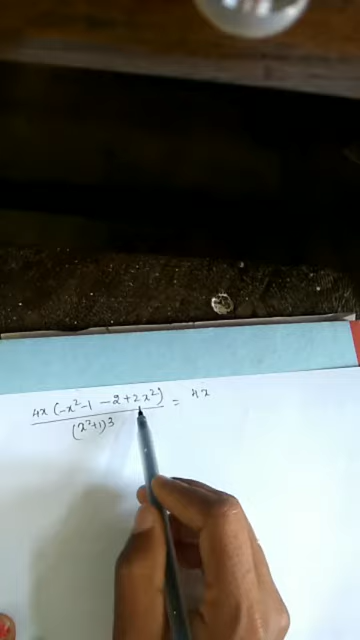 4x (-x²-1 -2+2x²) = 4x
(x²+1)3